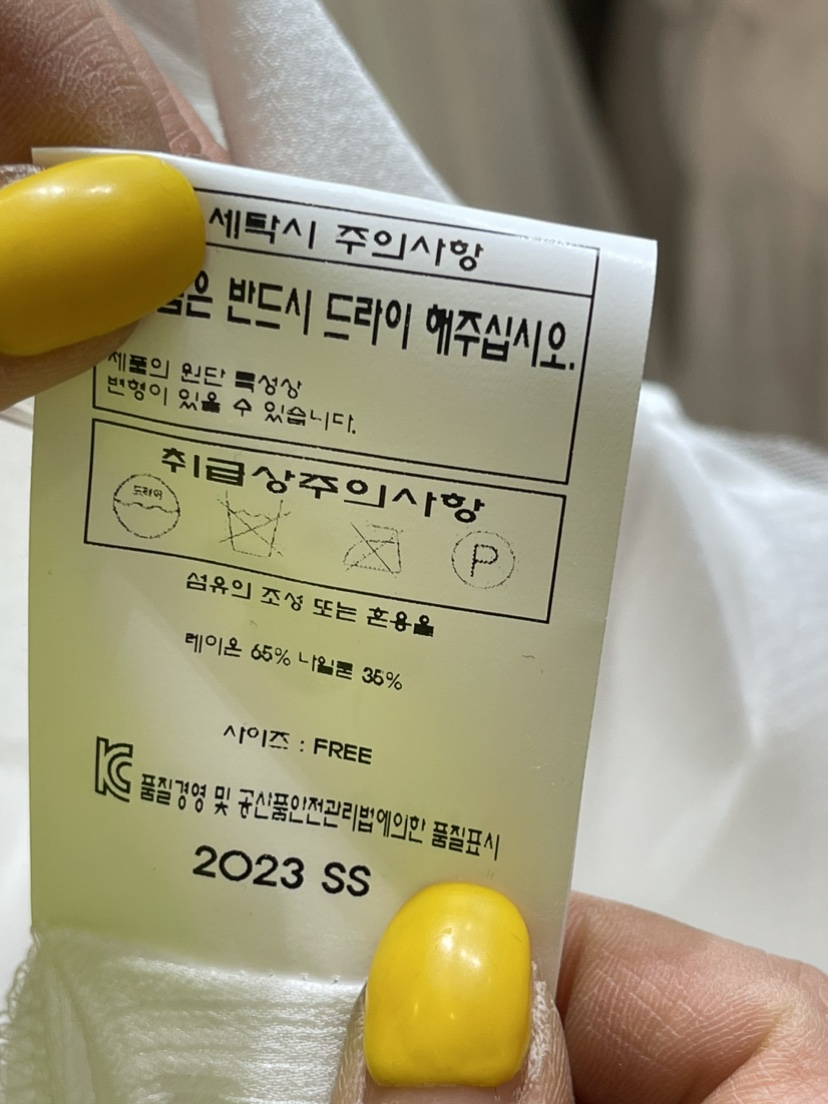 세탁시 주의사항
반드시 드라이 해주십시오.
제품의 원단 특성상
변형이 있을 수 있습니다.
취급상주의사항
드라이
P
섬유의 조성 또는 혼용율
레이온 65% 나일론 35%
사이즈 : FREE
KC 품질경영 및 공산품안전관리법에의한 품질표시
2023 SS